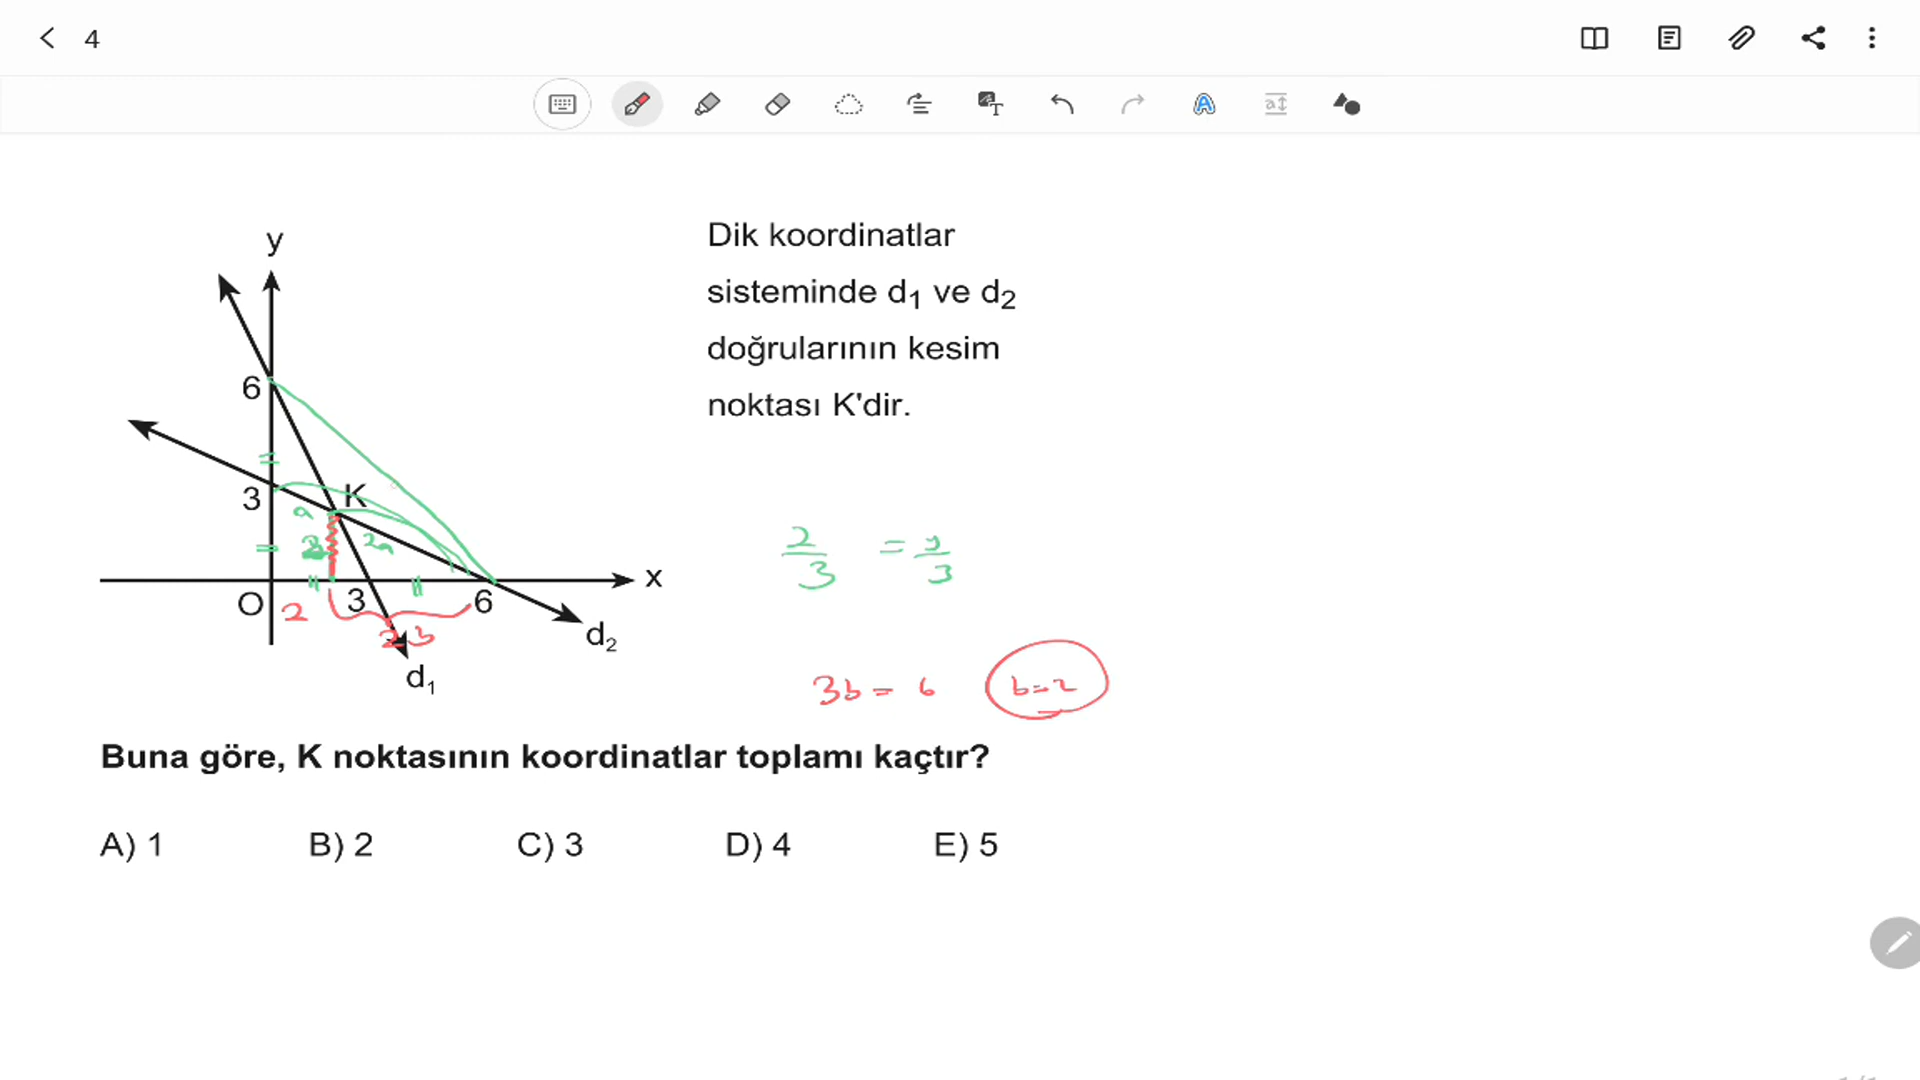 4
y
Dik koordinatlar
sisteminde d₁ ve d₂
doğrularının kesim
noktası K'dir.
6
3
K
a
2a
2/3 = y/3
x
O
2
3
6
d₂
d₁
3b = 6
b=2
Buna göre, K noktasının koordinatlar toplamı kaçtır?
A) 1 B) 2 C) 3 D) 4 E) 5